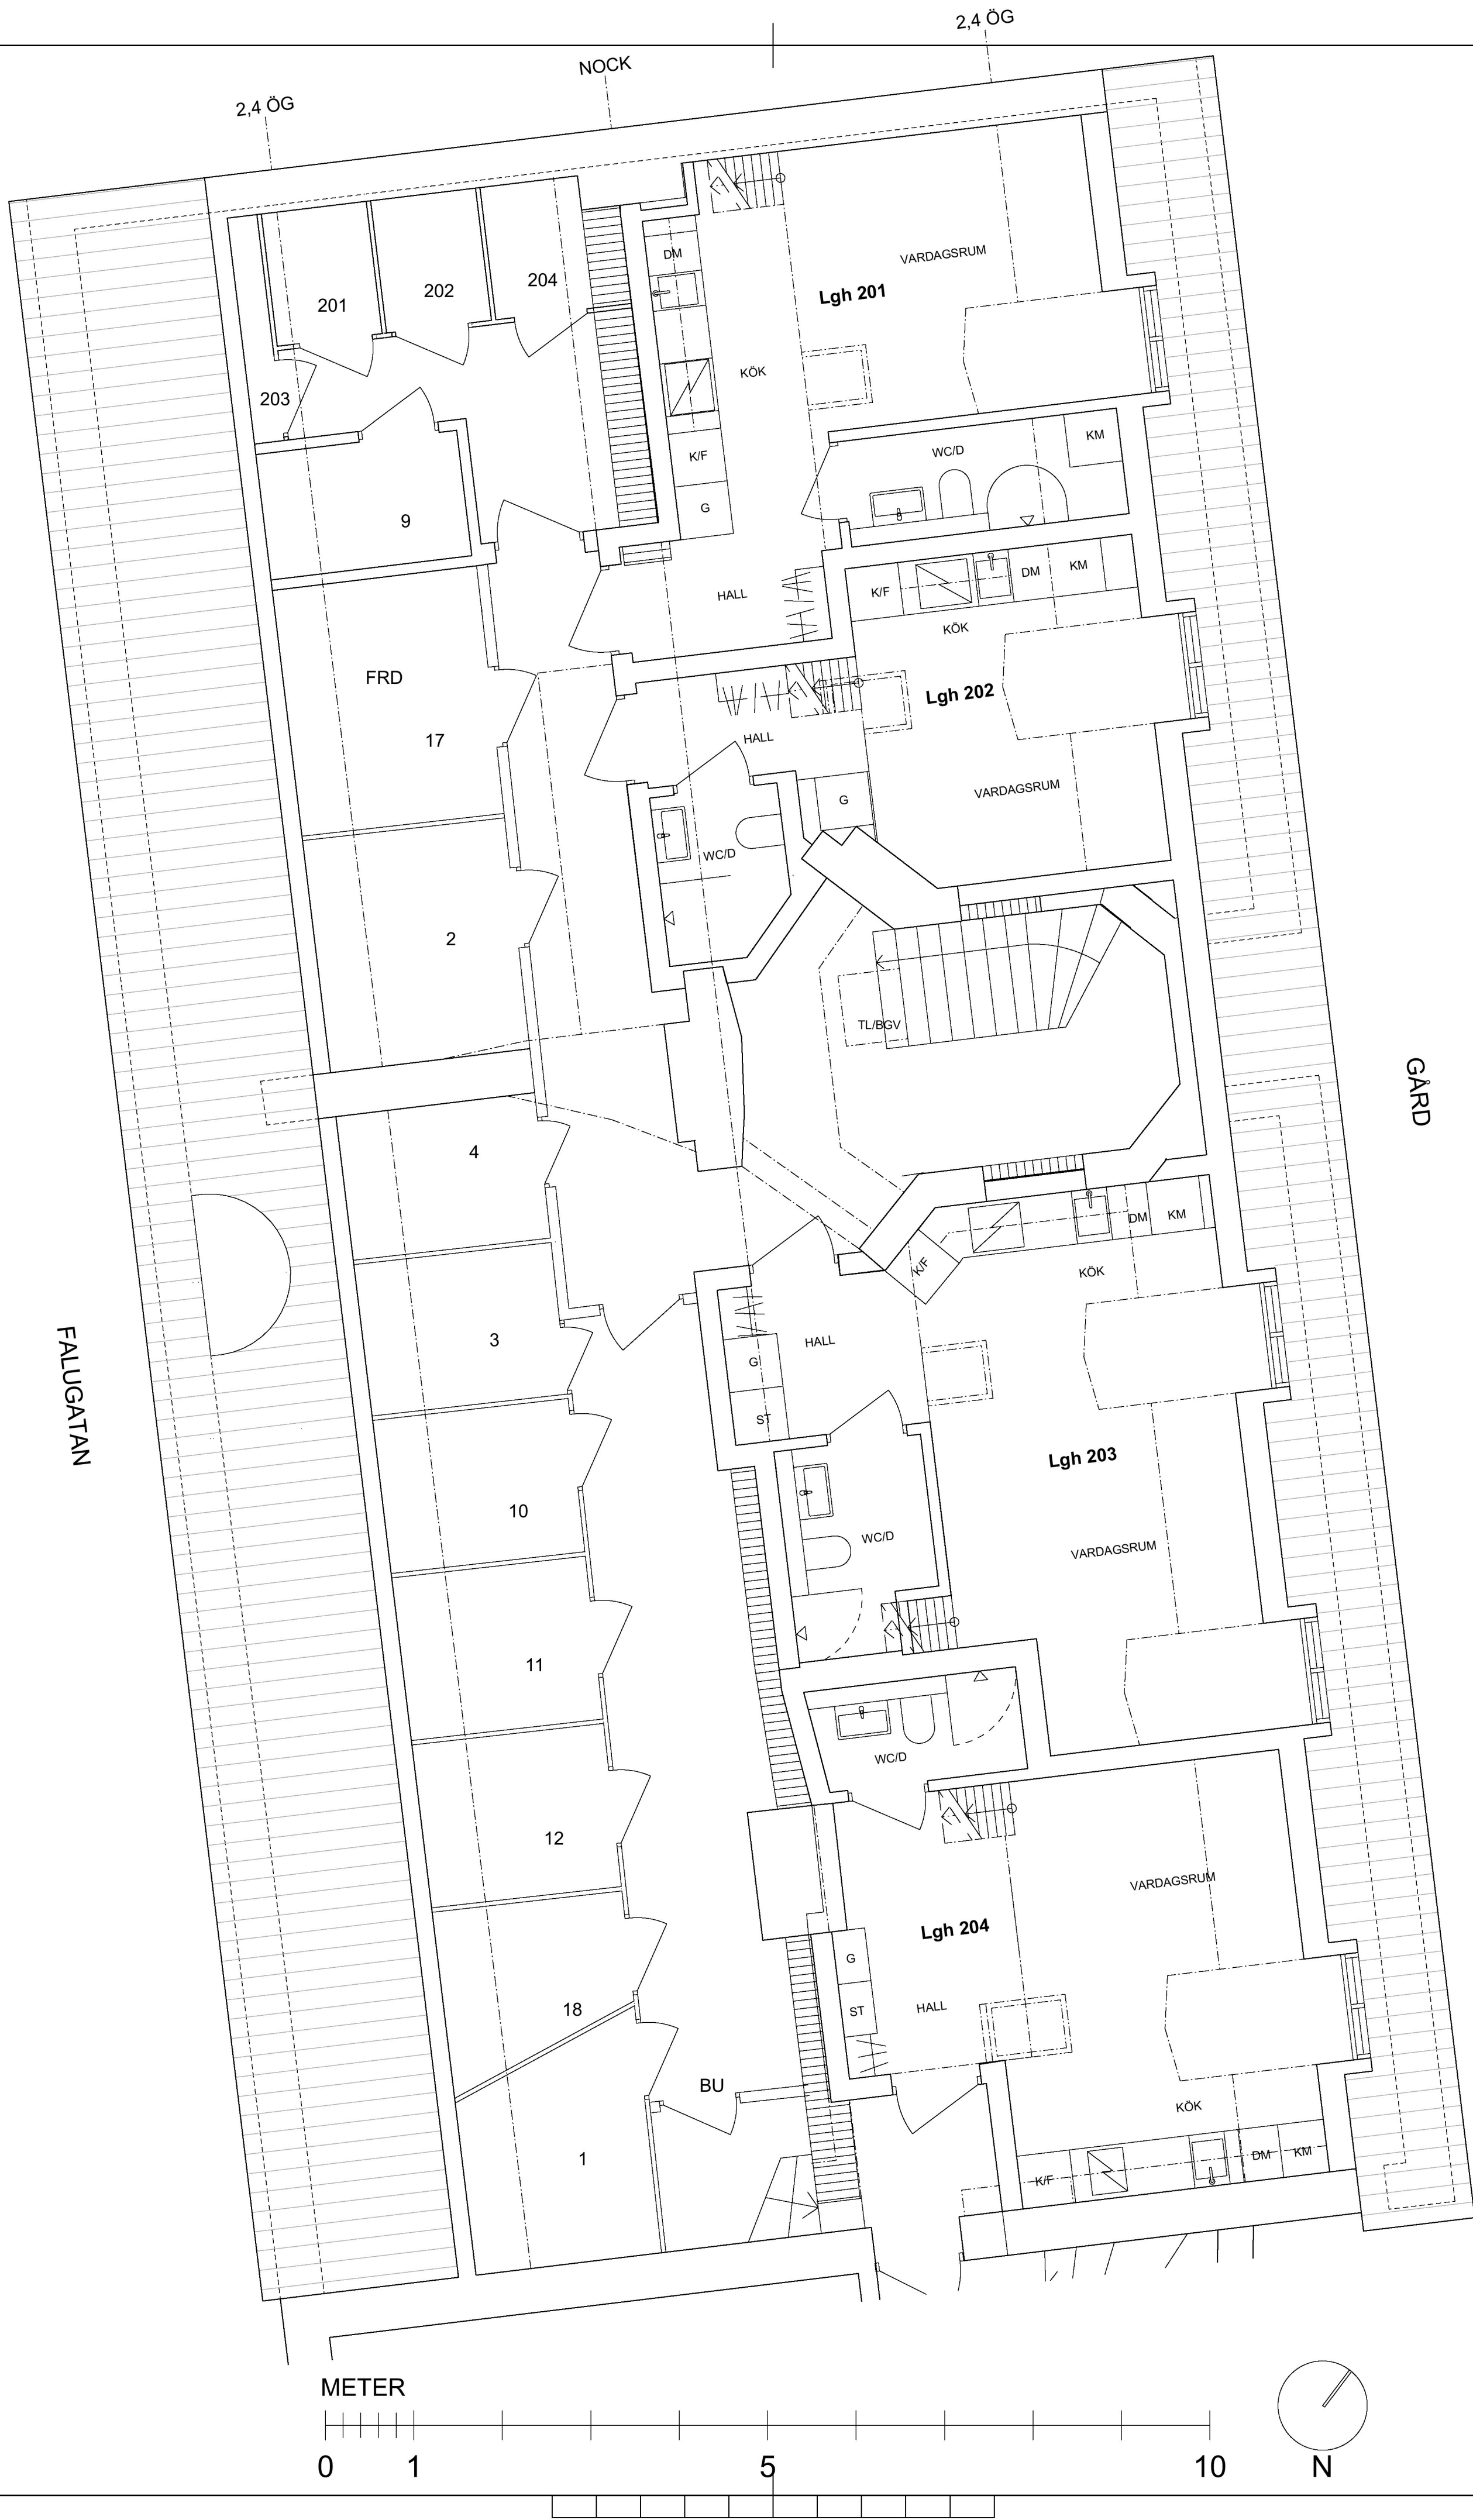 2,4 ÖG
NOCK
2,4 ÖG
201
202
204
203
9
FRD
17
2
4
3
10
11
12
18
1
BU
DM
VARDAGSRUM
Lgh 201
KÖK
K/F
G
WC/D
KM
HALL
K/F
DM
KM
KÖK
Lgh 202
HALL
VARDAGSRUM
G
WC/D
TL/BGV
GÅRD
FALUGATAN
K/F
DM
KM
KÖK
HALL
G
ST
Lgh 203
WC/D
VARDAGSRUM
WC/D
VARDAGSRUM
Lgh 204
G
ST
HALL
KÖK
K/F
DM
KM
METER
0
1
5
10
N